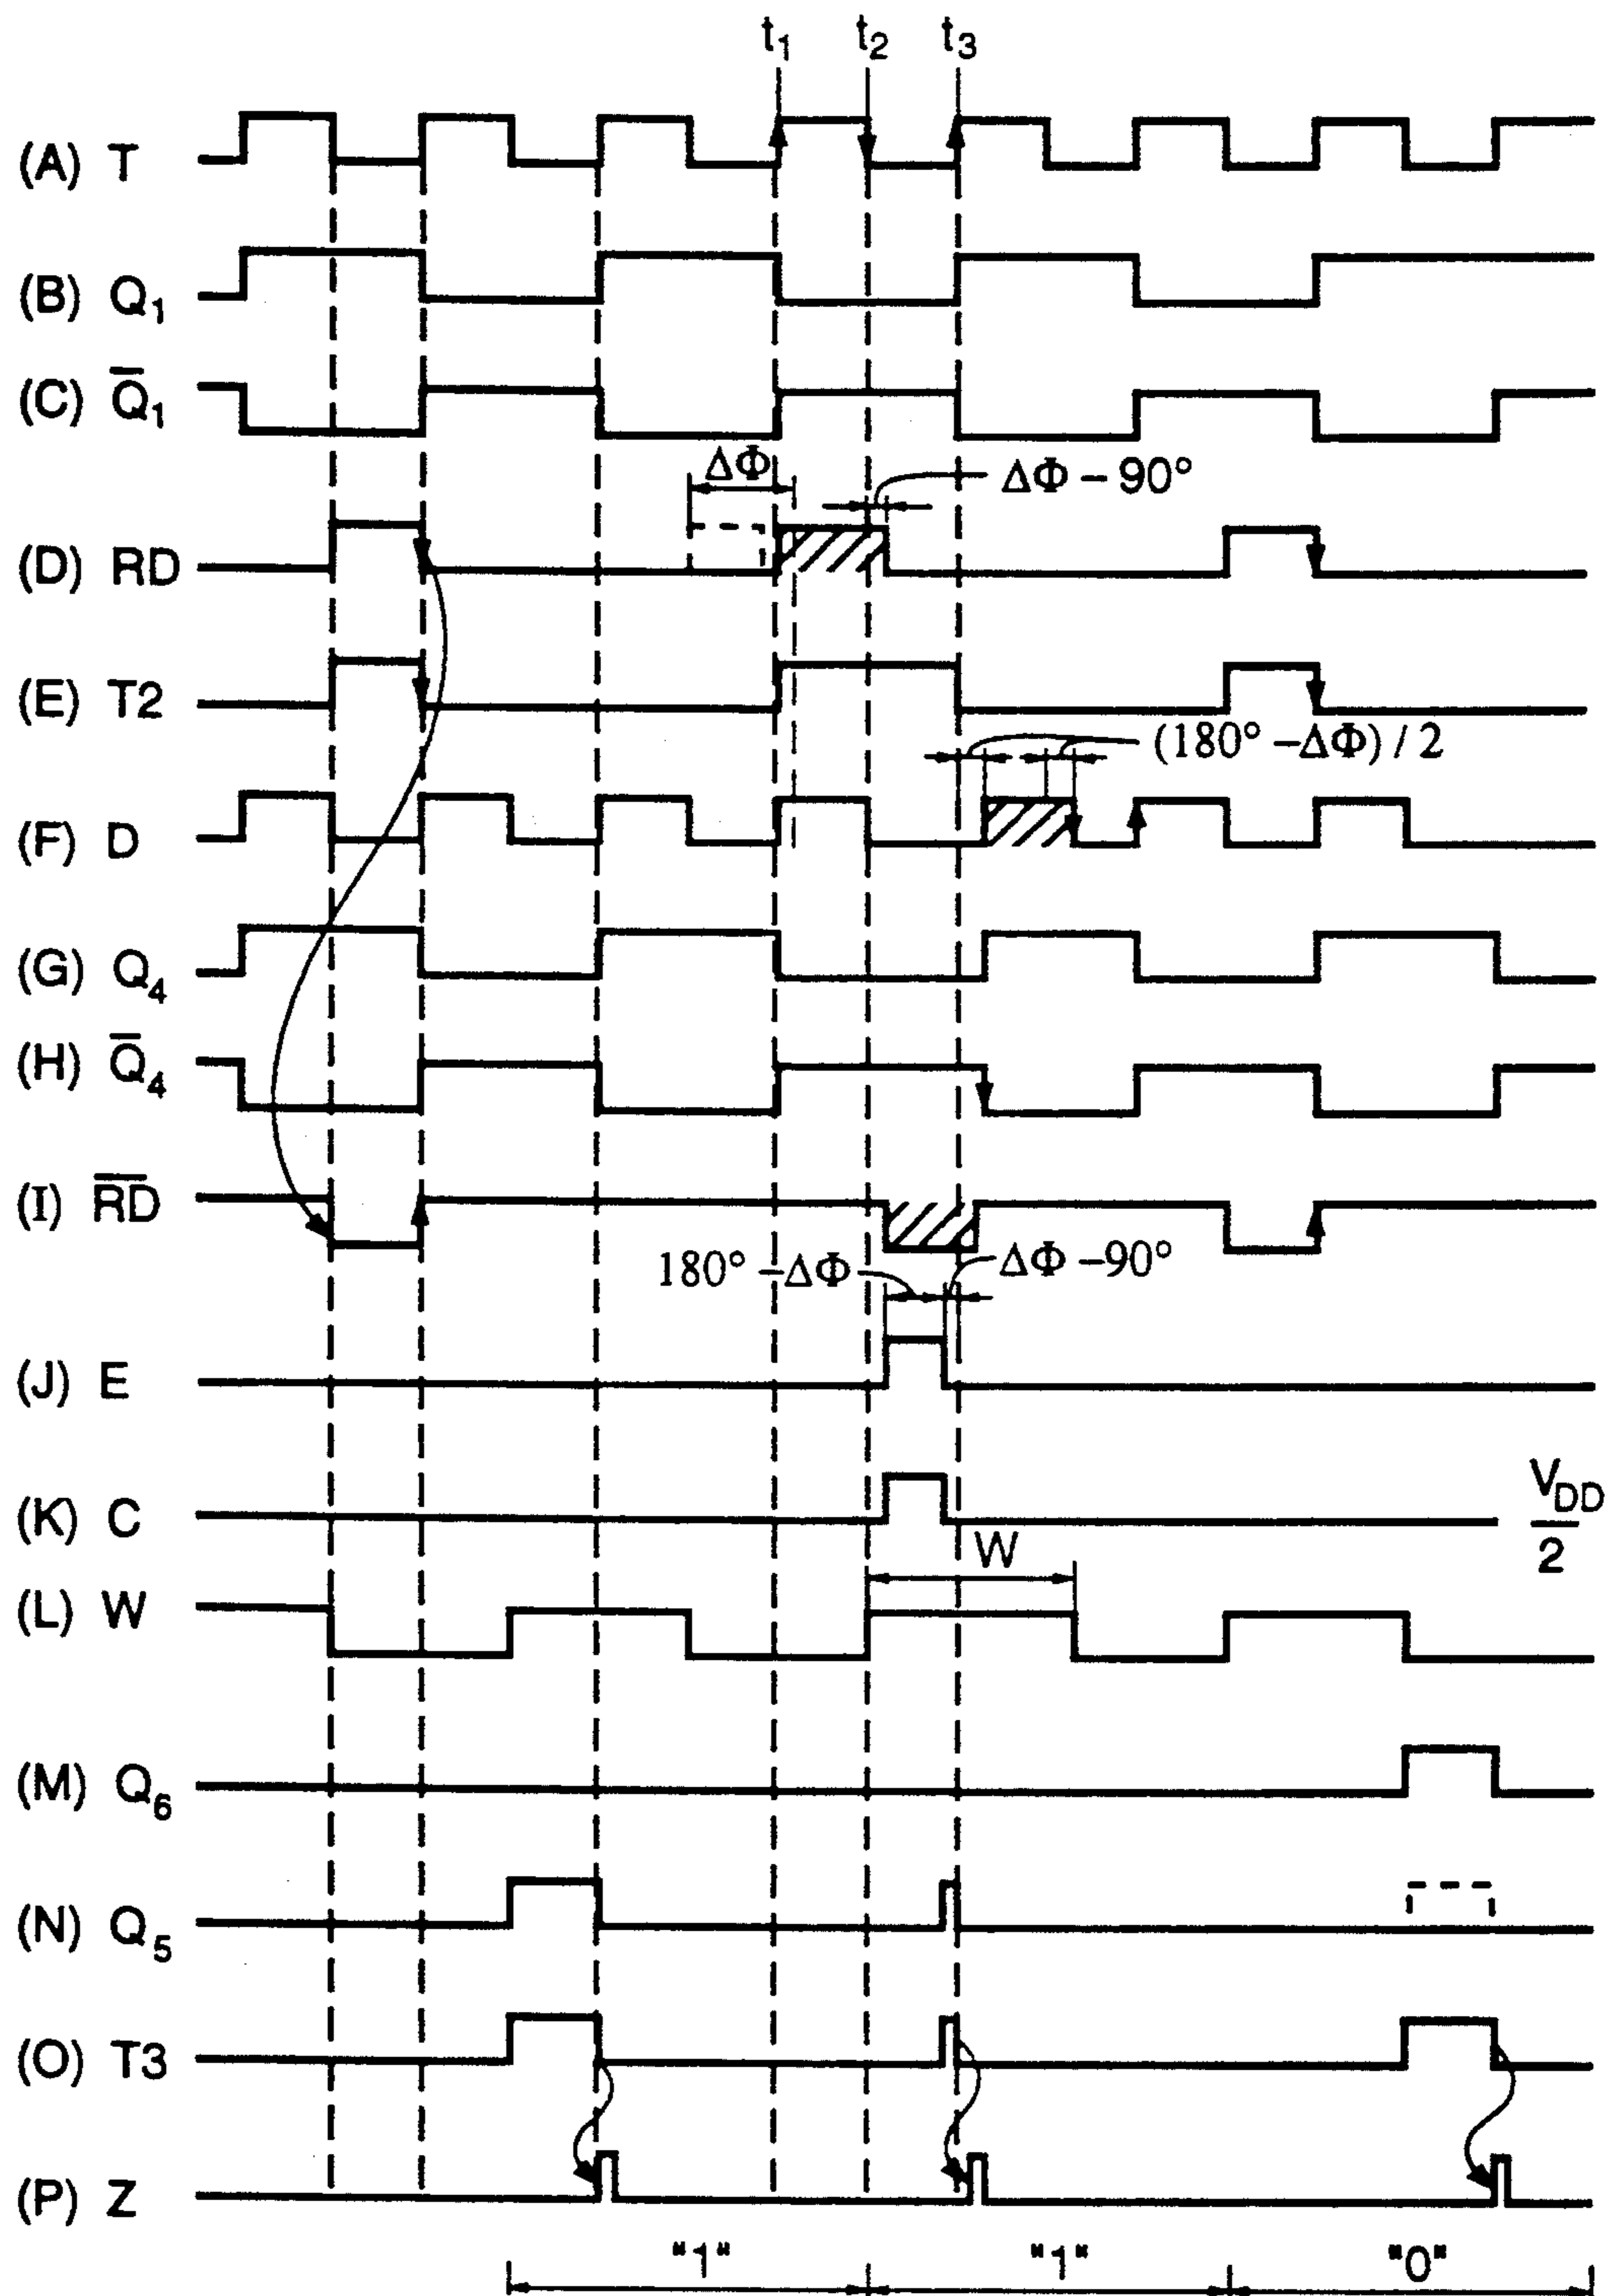 t₁ t₂ t₃
(A) T
(B) Q₁
(C) Q̅₁
ΔΦ
ΔΦ – 90°
(D) RD
(E) T2
(180° –ΔΦ) / 2
(F) D
(G) Q₄
(H) Q̅₄
(I) R̅D̅
180° –ΔΦ
ΔΦ –90°
(J) E
(K) C
V_DD
2
W
(L) W
(M) Q₆
(N) Q₅
(O) T3
(P) Z
"1" "1" "0"